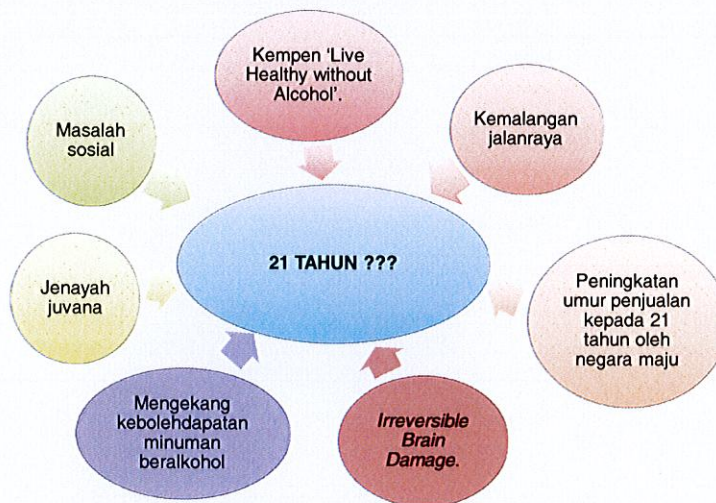 Kempen ‘Live
Healthy without
Alcohol’.
Kemalangan
jalanraya
Masalah
sosial
21 TAHUN ???
Jenayah
juvana
Peningkatan
umur penjualan
kepada 21
tahun oleh
negara maju
Mengekang
kebolehdapatan
minuman
beralkohol
Irreversible
Brain
Damage.